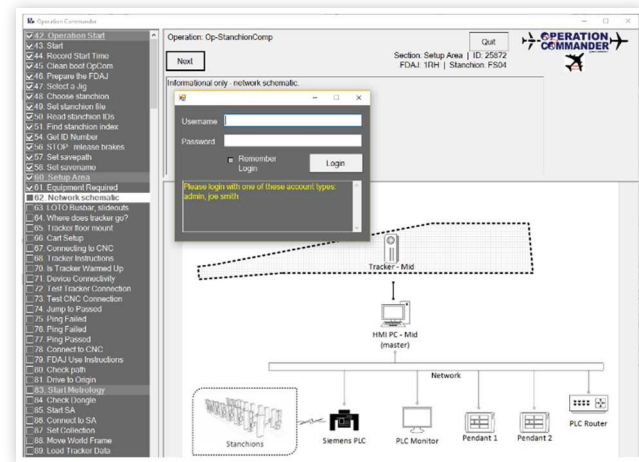 Operation Commander
42. Operation Start
43. Start
44. Record Start Time
45. Clean boot OpCom
46. Prepare the FDAJ
47. Select a Jig
48. Choose stanchion
49. Set stanchion file
50. Read stanchion IDs
51. Find stanchion index
54. Get ID Number
56. STOP release brakes
57. Set savepath
58. Set savename
60. Setup Area
61. Equipment Required
62. Network schematic
63. LOTO Busbar, slideouts
64. Where does tracker go?
65. Tracker floor mount
66. Cart Setup
67. Connecting to CNC
68. Tracker Instructions
70. Is Tracker Warmed Up
71. Device Connectivity
72. Test Tracker Connection
73. Test CNC Connection
74. Jump to Passed
75. Ping Failed
76. Ping Failed
77. Ping Passed
78. Connect to CNC
79. FDAJ Use Instructions
80. Check path
81. Drive to Origin
83. Start Metrology
84. Check Dongle
85. Start SA
86. Connect to SA
87. Set Collection
88. Move World Frame
89. Load Tracker Data
Operation: Op-StanchionComp
Next
Quit
OPERATION
COMMANDER
Section: Setup Area | ID: 25872
FDAJ: 1RH | Stanchion: FS04
Informational only - network schematic.
Username
Password
Remember
Login
Login
Please login with one of these account types:
admin, joe smith
Tracker - Mid
HMI PC - Mid
(master)
Network
Stanchions
Siemens PLC
PLC Monitor
Pendant 1
Pendant 2
PLC Router